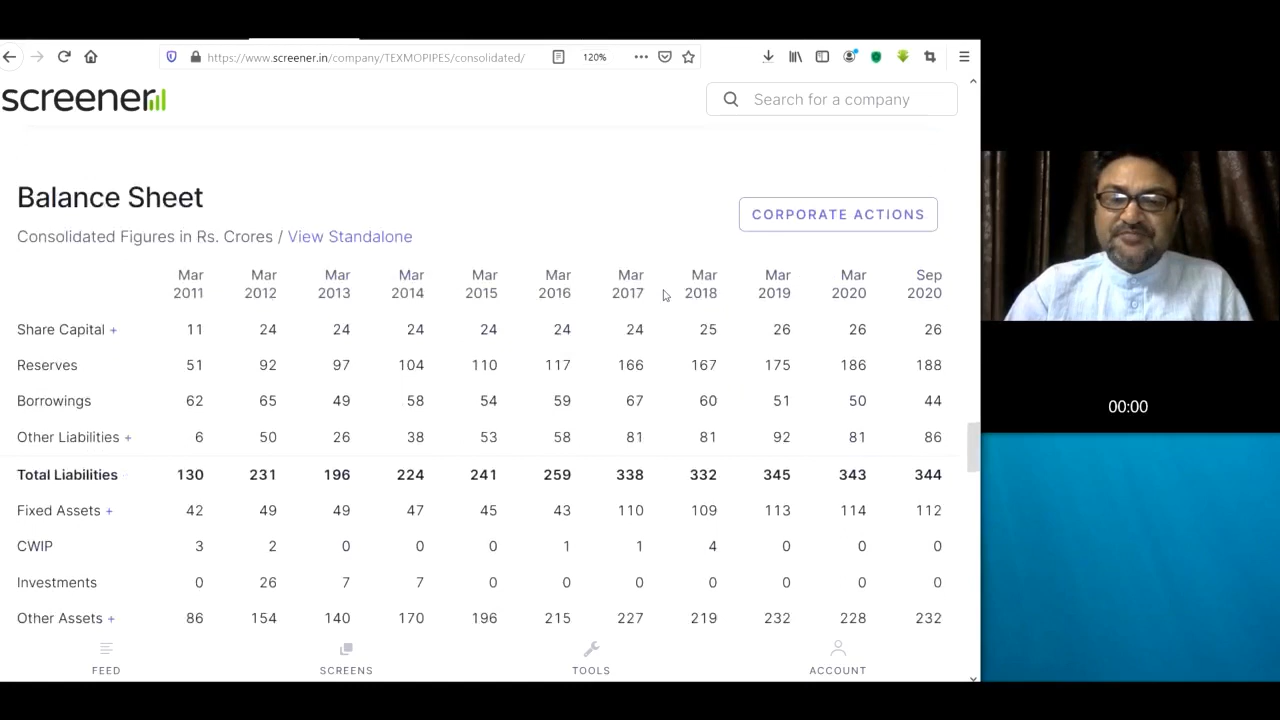 https://www.screener.in/company/TEXMOPIPES/consolidated/ 120%
screener
Search for a company
Balance Sheet
CORPORATE ACTIONS
Consolidated Figures in Rs. Crores / View Standalone
Mar 2011 Mar 2012 Mar 2013 Mar 2014 Mar 2015 Mar 2016 Mar 2017 Mar 2018 Mar 2019 Mar 2020 Sep 2020
Share Capital + 11 24 24 24 24 24 24 25 26 26 26
Reserves 51 92 97 104 110 117 166 167 175 186 188
Borrowings 62 65 49 58 54 59 67 60 51 50 44
Other Liabilities + 6 50 26 38 53 58 81 81 92 81 86
Total Liabilities 130 231 196 224 241 259 338 332 345 343 344
Fixed Assets + 42 49 49 47 45 43 110 109 113 114 112
CWIP 3 2 0 0 0 1 1 4 0 0 0
Investments 0 26 7 7 0 0 0 0 0 0 0
Other Assets + 86 154 140 170 196 215 227 219 232 228 232
FEED SCREENS TOOLS ACCOUNT
00:00